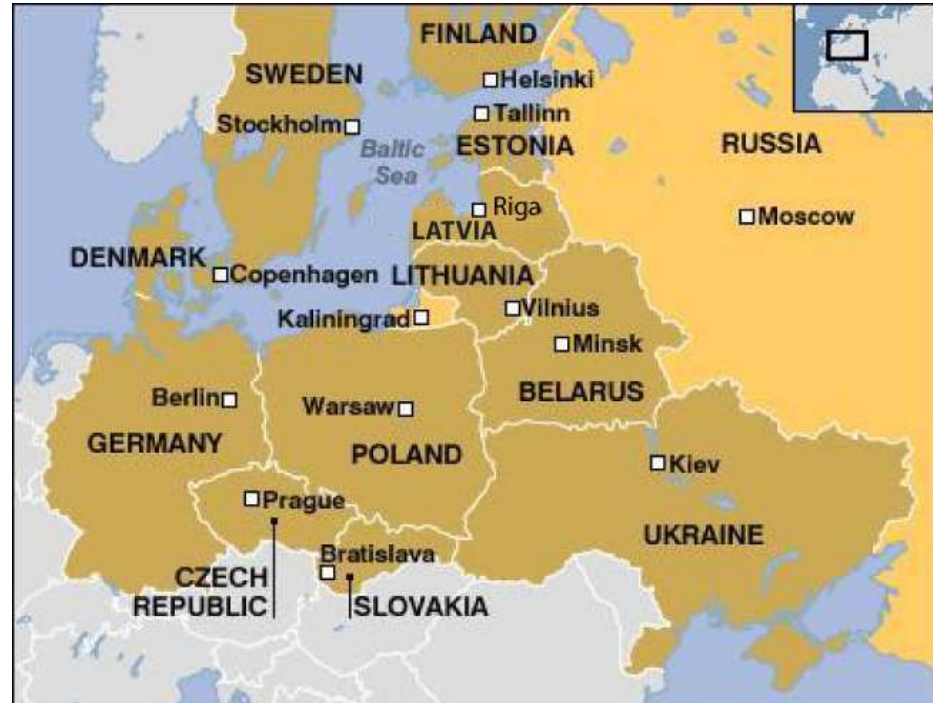 FINLAND
SWEDEN
Helsinki
Tallinn
Stockholm
Baltic
Sea
ESTONIA
RUSSIA
Riga
Moscow
LATVIA
DENMARK
Copenhagen
LITHUANIA
Kaliningrad
Vilnius
Minsk
BELARUS
Berlin
Warsaw
GERMANY
POLAND
Kiev
Prague
UKRAINE
Bratislava
CZECH
REPUBLIC
SLOVAKIA